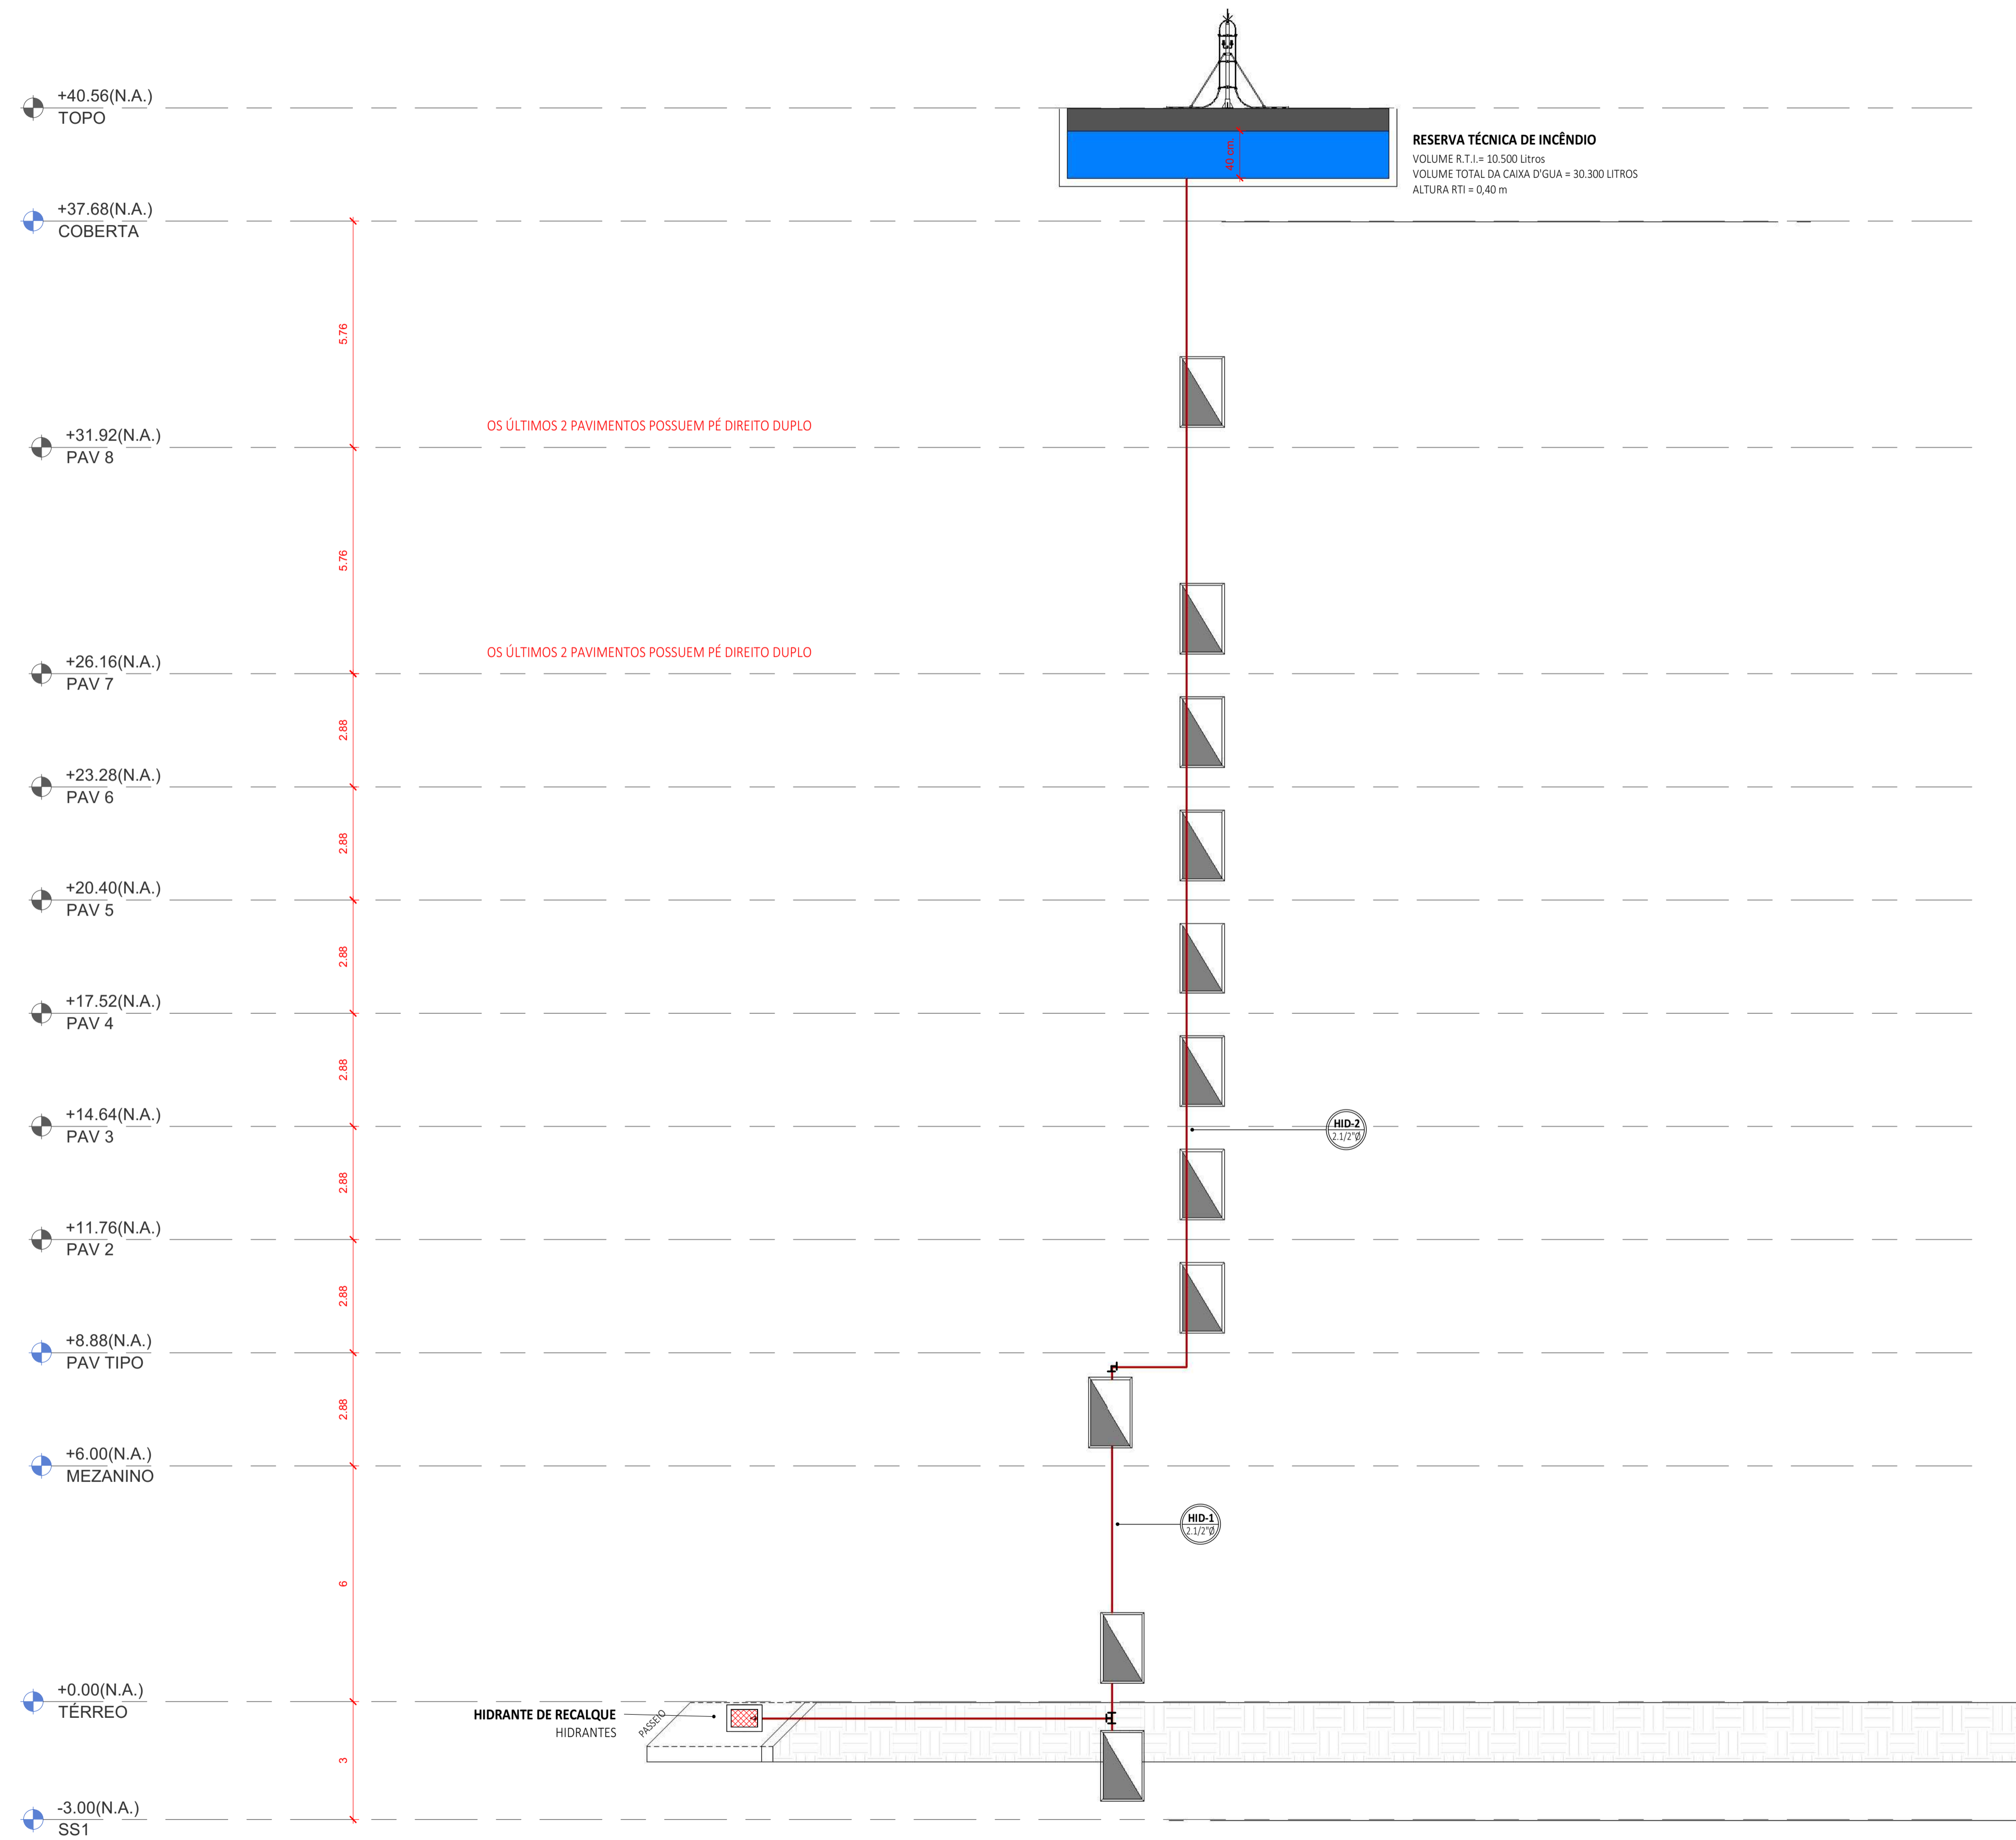 +40.56(N.A.)
TOPO
RESERVA TÉCNICA DE INCÊNDIO
VOLUME R.T.I.= 10.500 Litros
VOLUME TOTAL DA CAIXA D'GUA = 30.300 LITROS
ALTURA RTI = 0,40 m
40 cm
+37.68(N.A.)
COBERTA
5.76
OS ÚLTIMOS 2 PAVIMENTOS POSSUEM PÉ DIREITO DUPLO
+31.92(N.A.)
PAV 8
5.76
OS ÚLTIMOS 2 PAVIMENTOS POSSUEM PÉ DIREITO DUPLO
+26.16(N.A.)
PAV 7
2.88
+23.28(N.A.)
PAV 6
2.88
+20.40(N.A.)
PAV 5
2.88
+17.52(N.A.)
PAV 4
2.88
+14.64(N.A.)
PAV 3
HID-2
2.1/2"Ø
2.88
+11.76(N.A.)
PAV 2
2.88
+8.88(N.A.)
PAV TIPO
2.88
+6.00(N.A.)
MEZANINO
HID-1
2.1/2"Ø
6
+0.00(N.A.)
TÉRREO
HIDRANTE DE RECALQUE
HIDRANTES
PASSEIO
3
-3.00(N.A.)
SS1